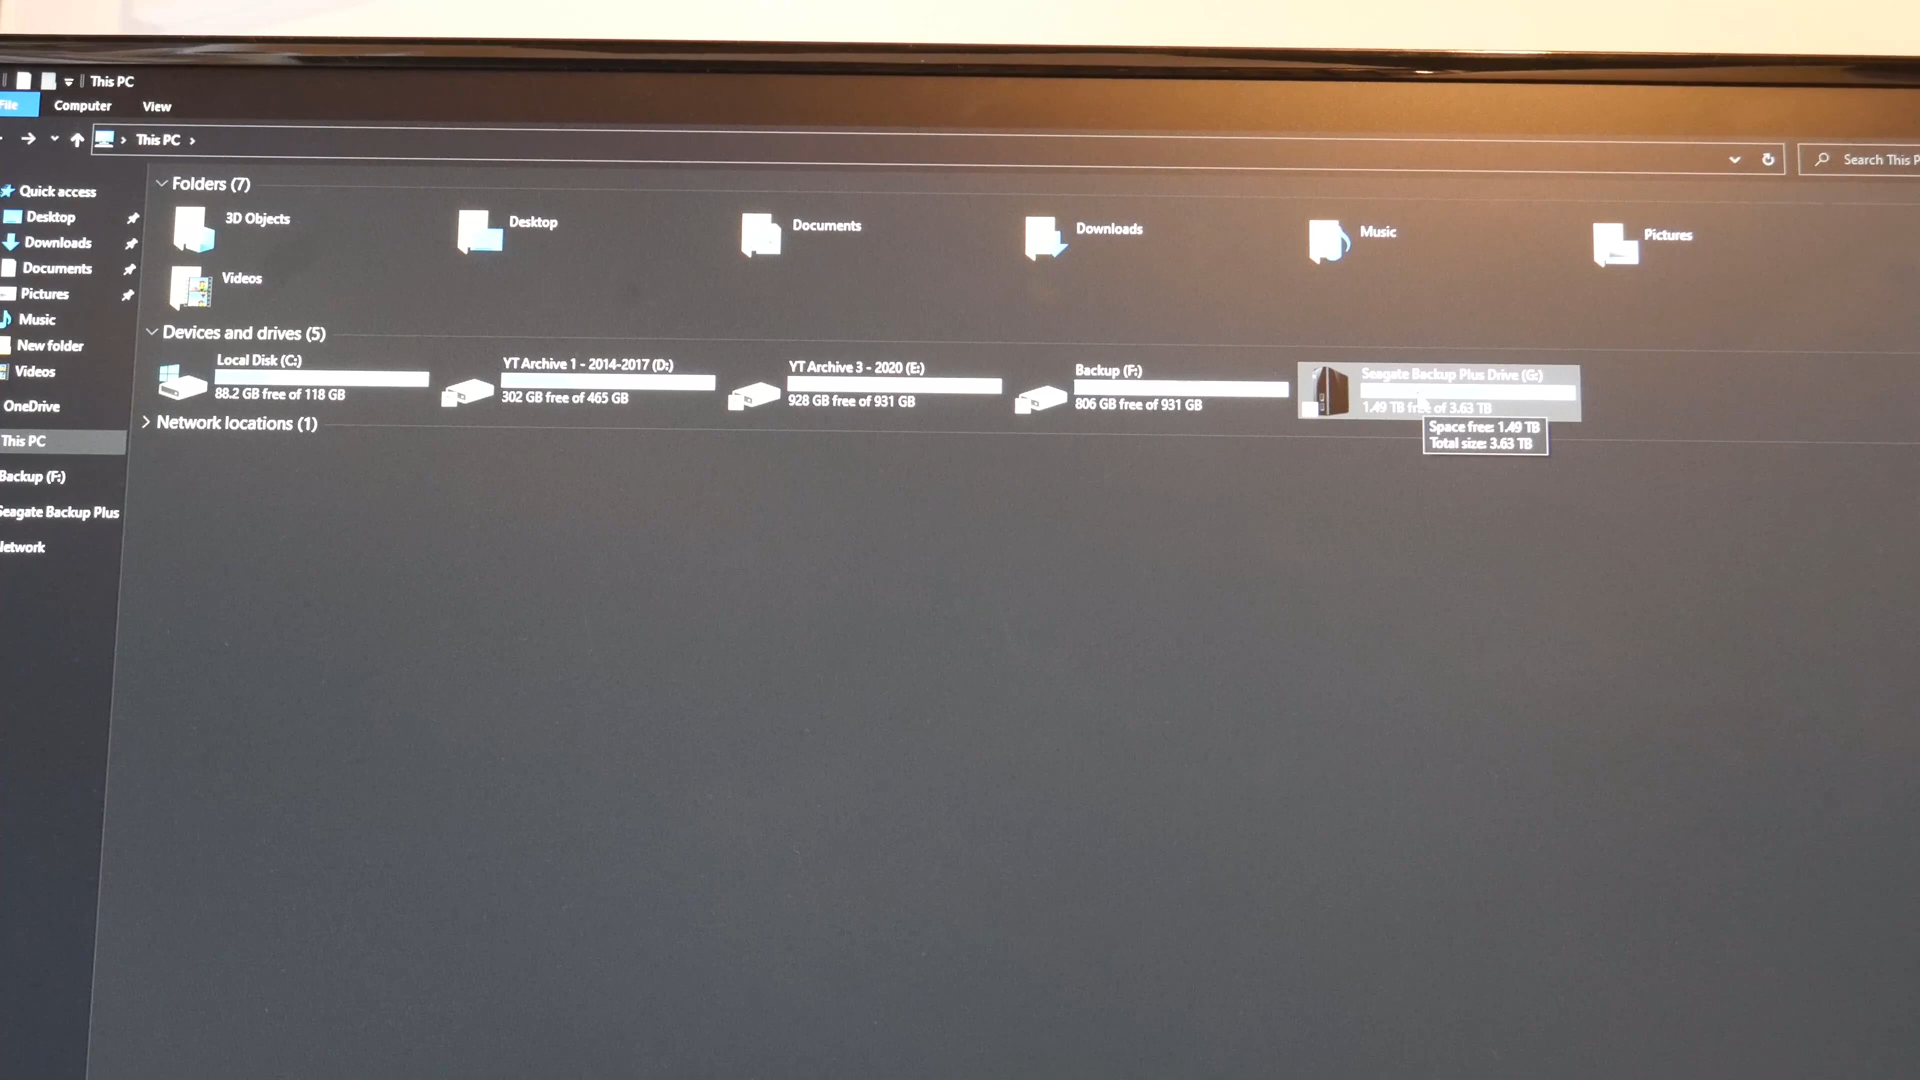 This PC
File
Computer
View
This PC
Search This P
Quick access
Desktop
Downloads
Documents
Pictures
Music
New folder
Videos
OneDrive
This PC
Backup (F:)
Seagate Backup Plus
Network
Folders (7)
3D Objects
Desktop
Documents
Downloads
Music
Pictures
Videos
Devices and drives (5)
Local Disk (C:)
88.2 GB free of 118 GB
YT Archive 1 - 2014-2017 (D:)
302 GB free of 465 GB
YT Archive 3 - 2020 (E:)
928 GB free of 931 GB
Backup (F:)
806 GB free of 931 GB
Seagate Backup Plus Drive (G:)
1.49 TB free of 3.63 TB
Space free: 1.49 TB
Total size: 3.63 TB
Network locations (1)